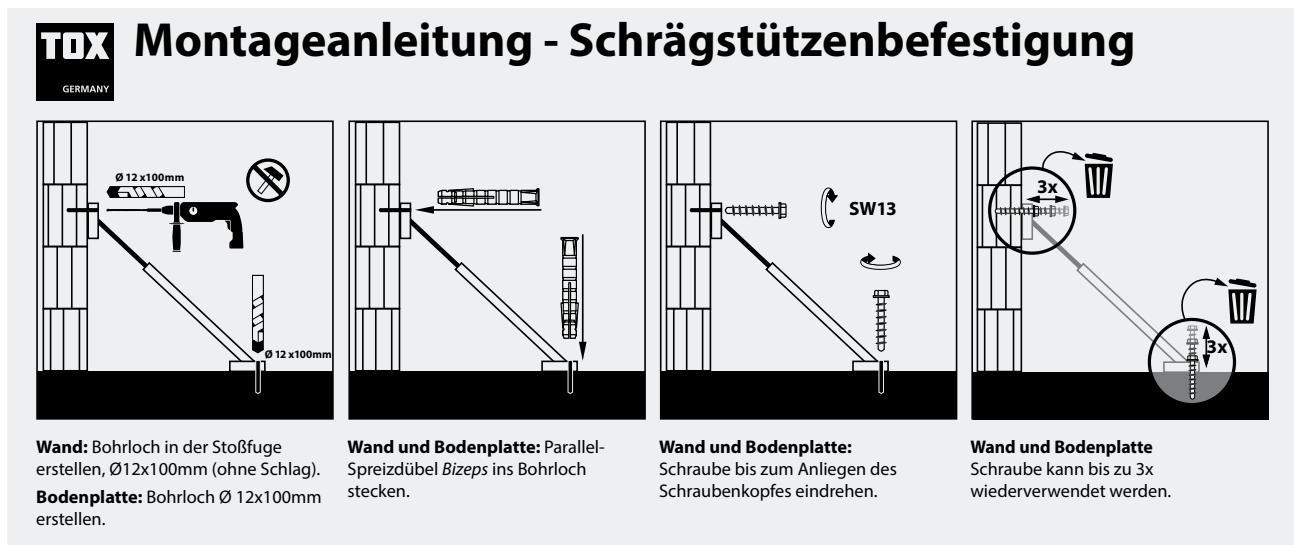 TOX
GERMANY
Montageanleitung - Schrägstützenbefestigung
Ø 12 x100mm
Ø 12 x100mm
Wand: Bohrloch in der Stoßfuge
erstellen, Ø12x100mm (ohne Schlag).
Bodenplatte: Bohrloch Ø 12x100mm
erstellen.
Wand und Bodenplatte: Parallel-
Spreizdübel Bizeps ins Bohrloch
stecken.
SW13
Wand und Bodenplatte:
Schraube bis zum Anliegen des
Schraubenkopfes eindrehen.
3x
3x
Wand und Bodenplatte
Schraube kann bis zu 3x
wiederverwendet werden.